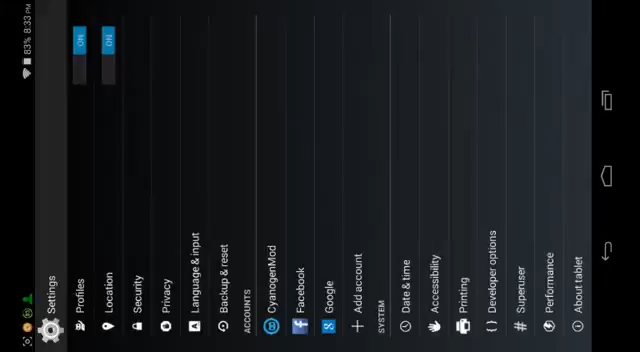 83% 8:33 PM
Settings
Profiles ON
Location ON
Security
Privacy
Language & input
Backup & reset
ACCOUNTS
CyanogenMod
Facebook
Google
Add account
SYSTEM
Date & time
Accessibility
Printing
Developer options
Superuser
Performance
About tablet